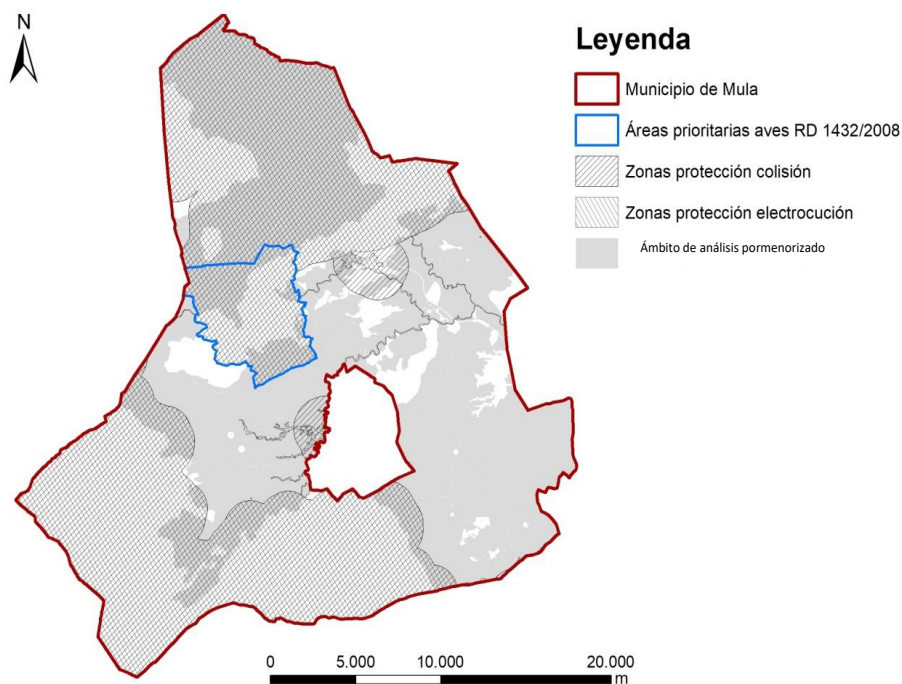 N
Leyenda
Municipio de Mula
Áreas prioritarias aves RD 1432/2008
Zonas protección colisión
Zonas protección electrocución
Ámbito de análisis pormenorizado
0 5.000 10.000 20.000
m